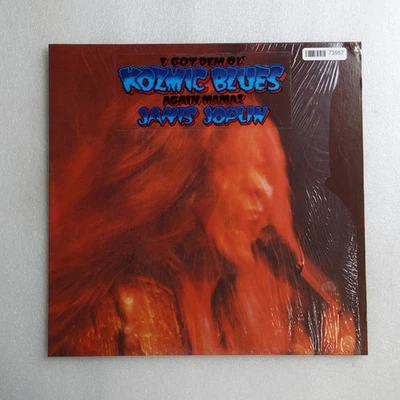 I GOT DEM OL'
KOZMIC BLUES
AGAIN MAMA!
JANIS JOPLIN
73957